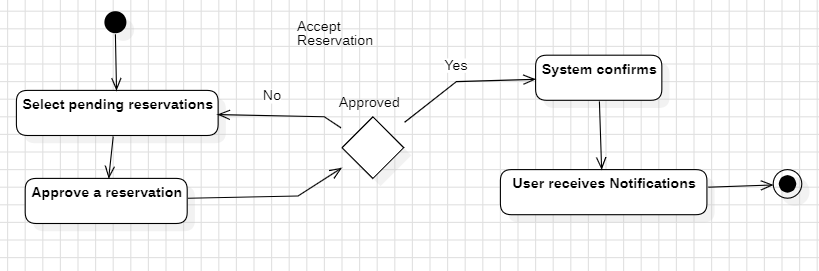 Accept
Reservation
Yes
System confirms
No
Approved
Select pending reservations
Approve a reservation
User receives Notifications